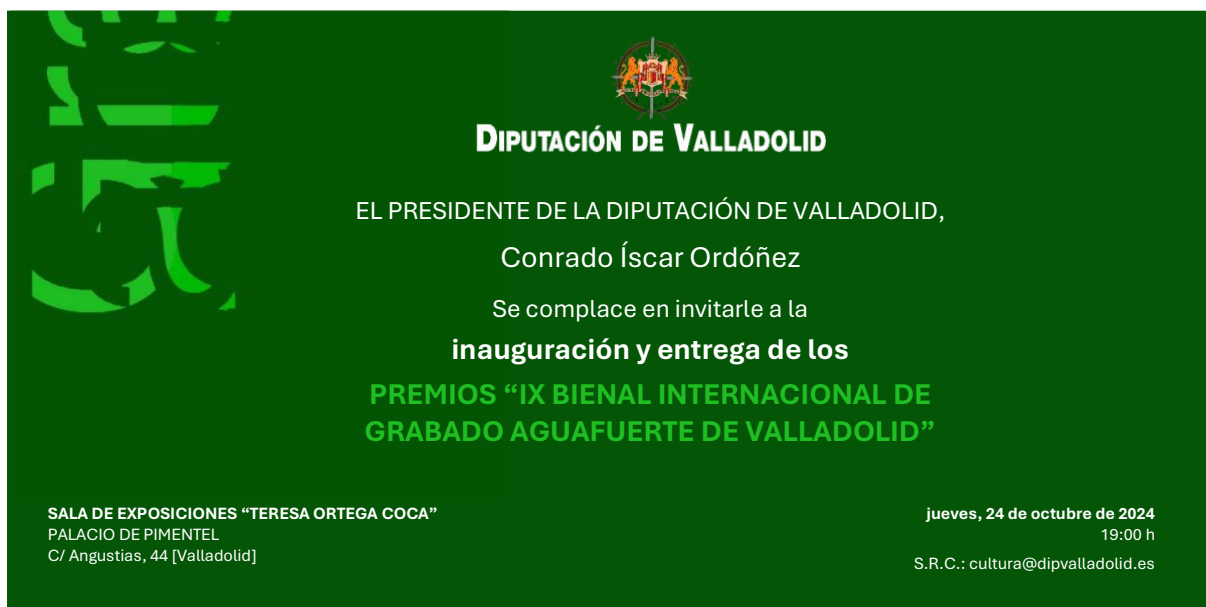 DIPUTACIÓN DE VALLADOLID
EL PRESIDENTE DE LA DIPUTACIÓN DE VALLADOLID,
Conrado Íscar Ordóñez
Se complace en invitarle a la
inauguración y entrega de los
PREMIOS “IX BIENAL INTERNACIONAL DE
GRABADO AGUAFUERTE DE VALLADOLID”
SALA DE EXPOSICIONES “TERESA ORTEGA COCA”
PALACIO DE PIMENTEL
C/ Angustias, 44 [Valladolid]
jueves, 24 de octubre de 2024
19:00 h
S.R.C.: cultura@dipvalladolid.es